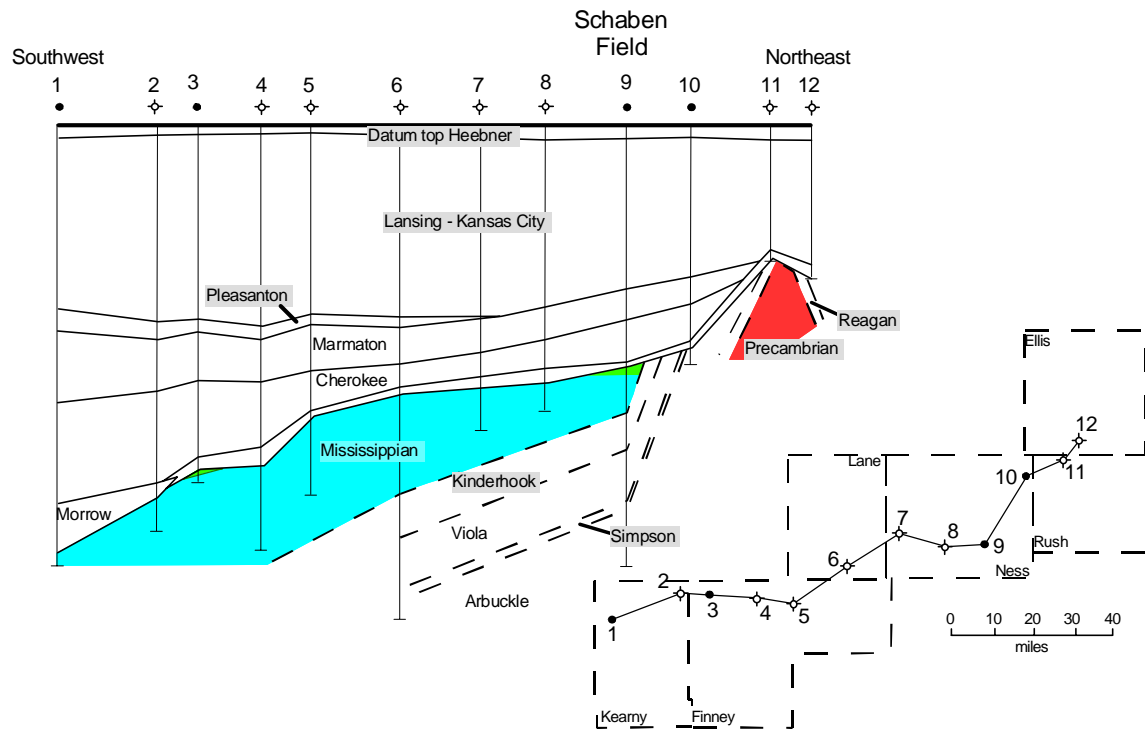 Schaben
Field
Southwest
Northeast
1 2 3 4 5 6 7 8 9 10 11 12
Datum top Heebner
Lansing - Kansas City
Pleasanton
Marmaton
Cherokee
Reagan
Precambrian
Mississippian
Kinderhook
Morrow
Viola
Simpson
Arbuckle
Ellis
12
11
10
Lane
7
8
9
Rush
Ness
6
2
3
4
5
1
0 10 20 30 40
miles
Kearny
Finney